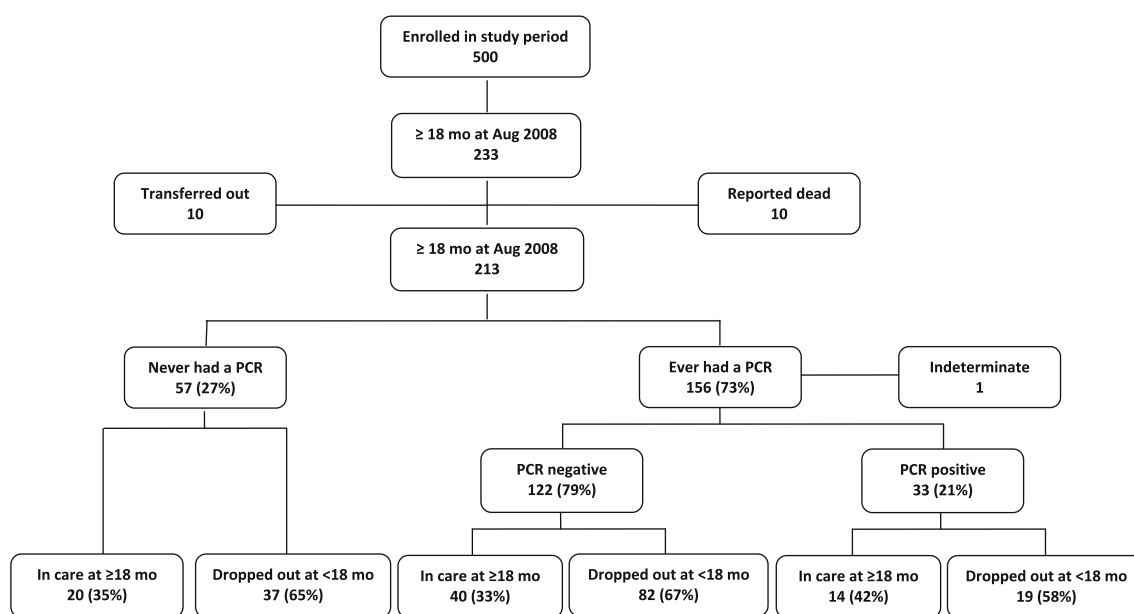 Enrolled in study period
500
≥ 18 mo at Aug 2008
233
Transferred out
10
Reported dead
10
≥ 18 mo at Aug 2008
213
Never had a PCR
57 (27%)
Ever had a PCR
156 (73%)
Indeterminate
1
PCR negative
122 (79%)
PCR positive
33 (21%)
In care at ≥18 mo
20 (35%)
Dropped out at <18 mo
37 (65%)
In care at ≥18 mo
40 (33%)
Dropped out at <18 mo
82 (67%)
In care at ≥18 mo
14 (42%)
Dropped out at <18 mo
19 (58%)